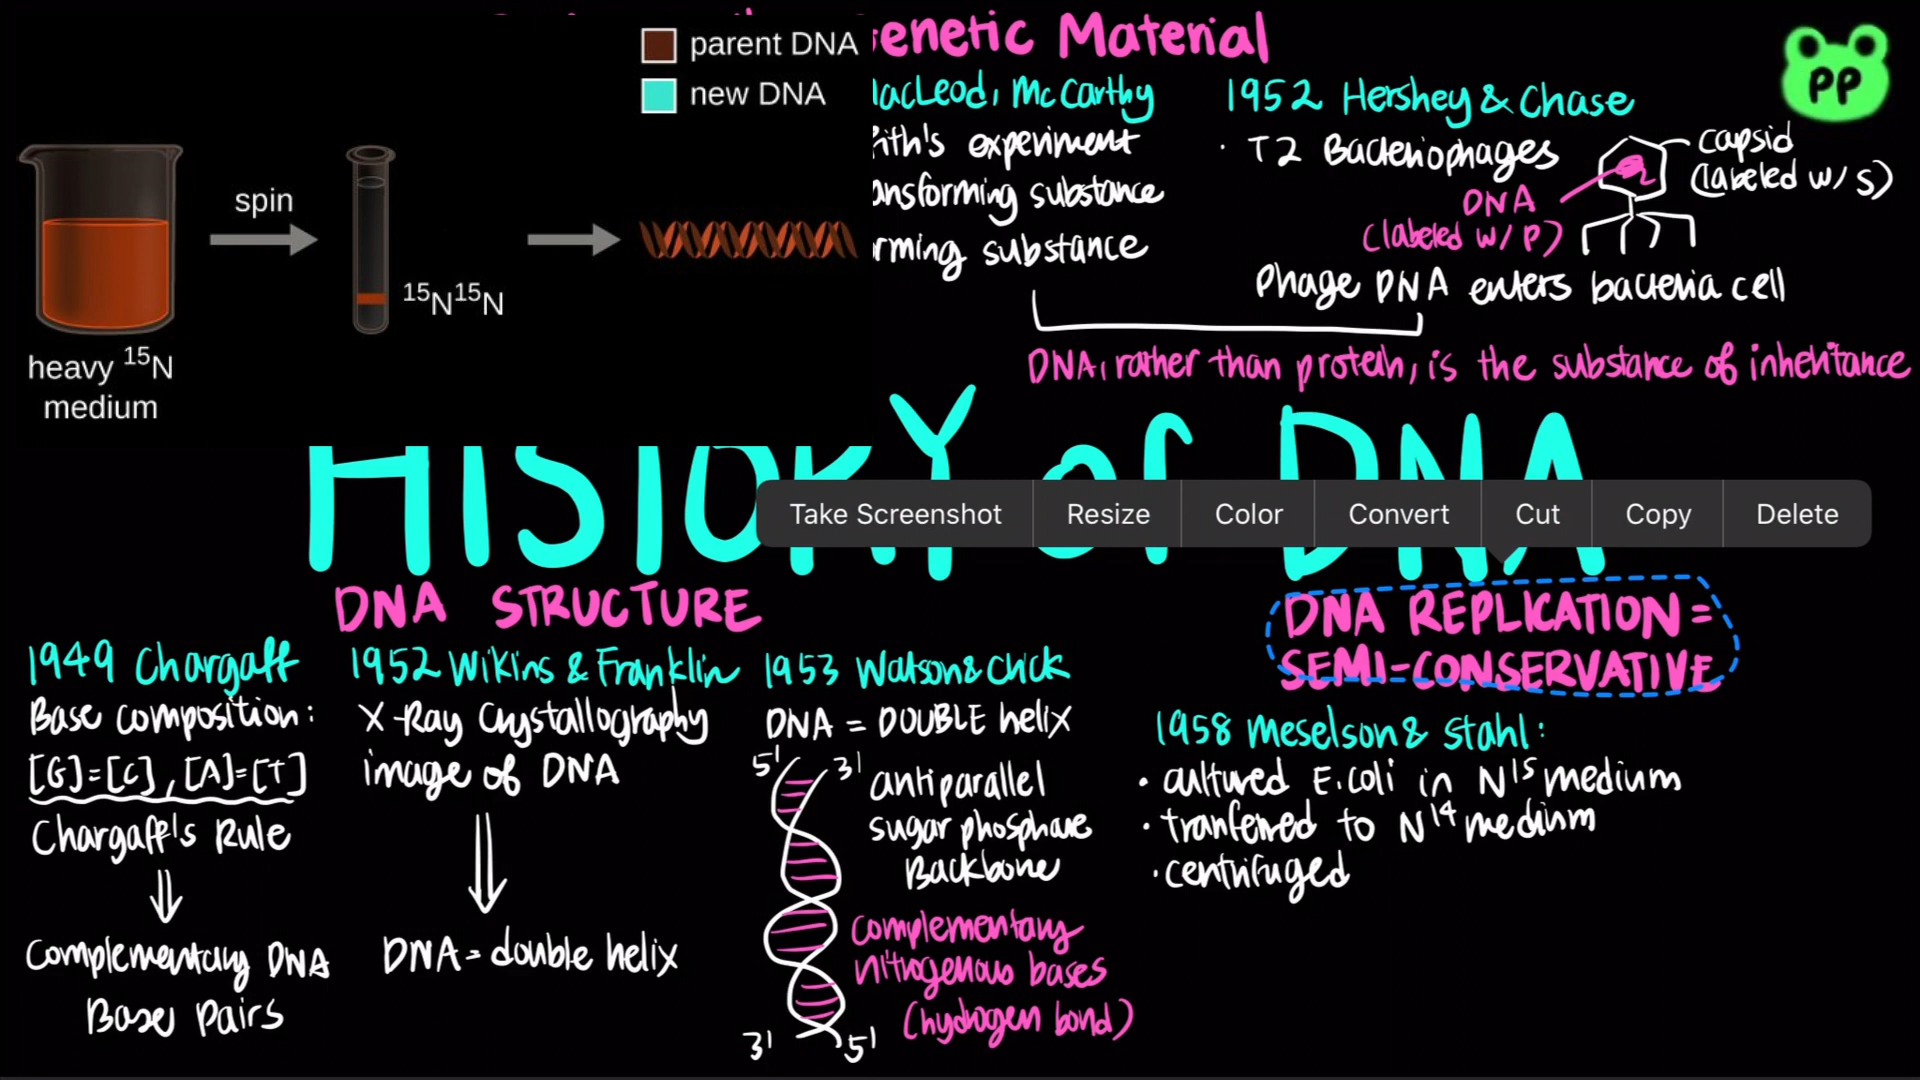 enetic Material
parent DNA
new DNA
spin
15N15N
heavy 15N
medium
MacLeod, McCarthy
ith's experiment
ansforming substance
rming substance
1952 Hershey & Chase
· T2 Bacteriophages
capsid
(labeled w/ S)
DNA
(labeled w/ P)
Phage DNA enters bacteria cell
DNA, rather than protein, is the substance of inheritance
PP
HISTORY of DNA
Take Screenshot
Resize
Color
Convert
Cut
Copy
Delete
DNA STRUCTURE
1949 Chargaff
Base composition:
[G]=[C], [A]=[T]
Chargaff's Rule
Complementary DNA
Base Pairs
1952 Wilkins & Franklin
X-Ray Crystallography
image of DNA
DNA = double helix
1953 Watson & Crick
DNA = DOUBLE helix
5' 3'
antiparallel
sugar phosphate
Backbone
complementary
nitrogenous bases
(hydrogen bond)
3' 5'
DNA REPLICATION =
SEMI-CONSERVATIVE
1958 Meselson & Stahl:
· cultured E.coli in N15 medium
· tranferred to N14 medium
· centrifuged